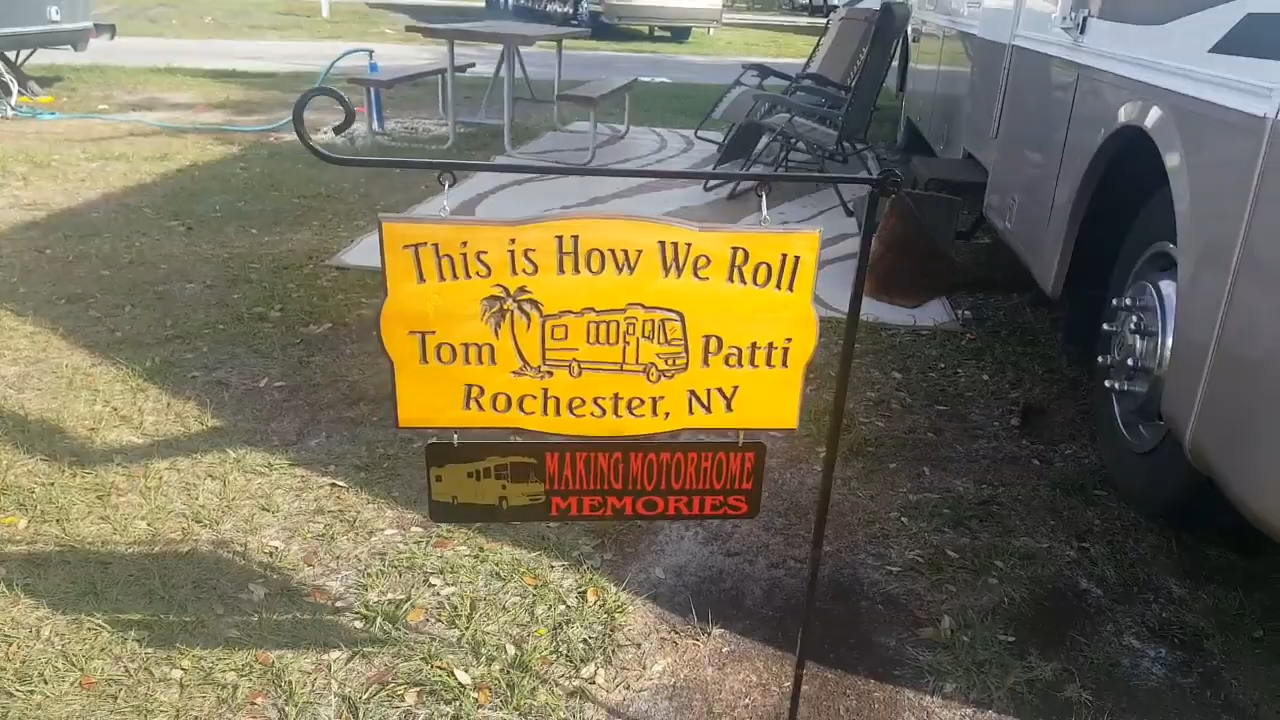 This is How We Roll
Tom Patti
Rochester, NY
MAKING MOTORHOME
MEMORIES